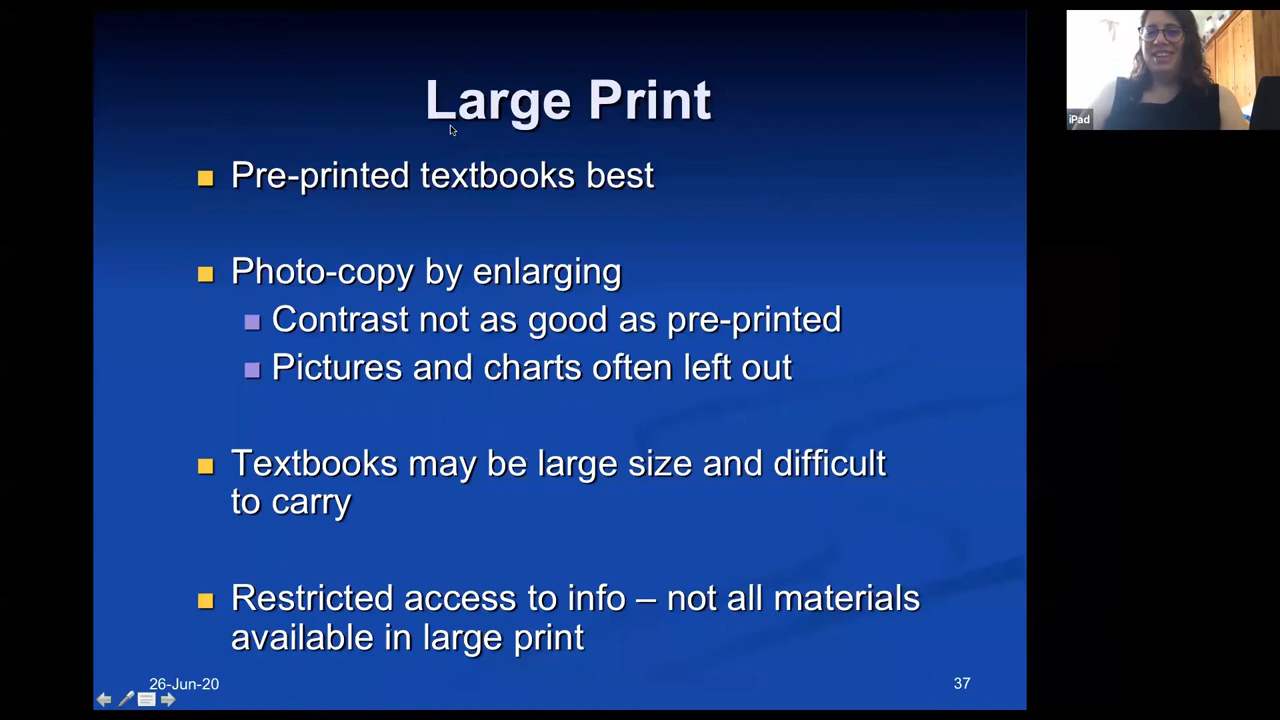 Large Print
Pre-printed textbooks best
Photo-copy by enlarging
Contrast not as good as pre-printed
Pictures and charts often left out
Textbooks may be large size and difficult
to carry
Restricted access to info – not all materials
available in large print
26-Jun-20
37
iPad